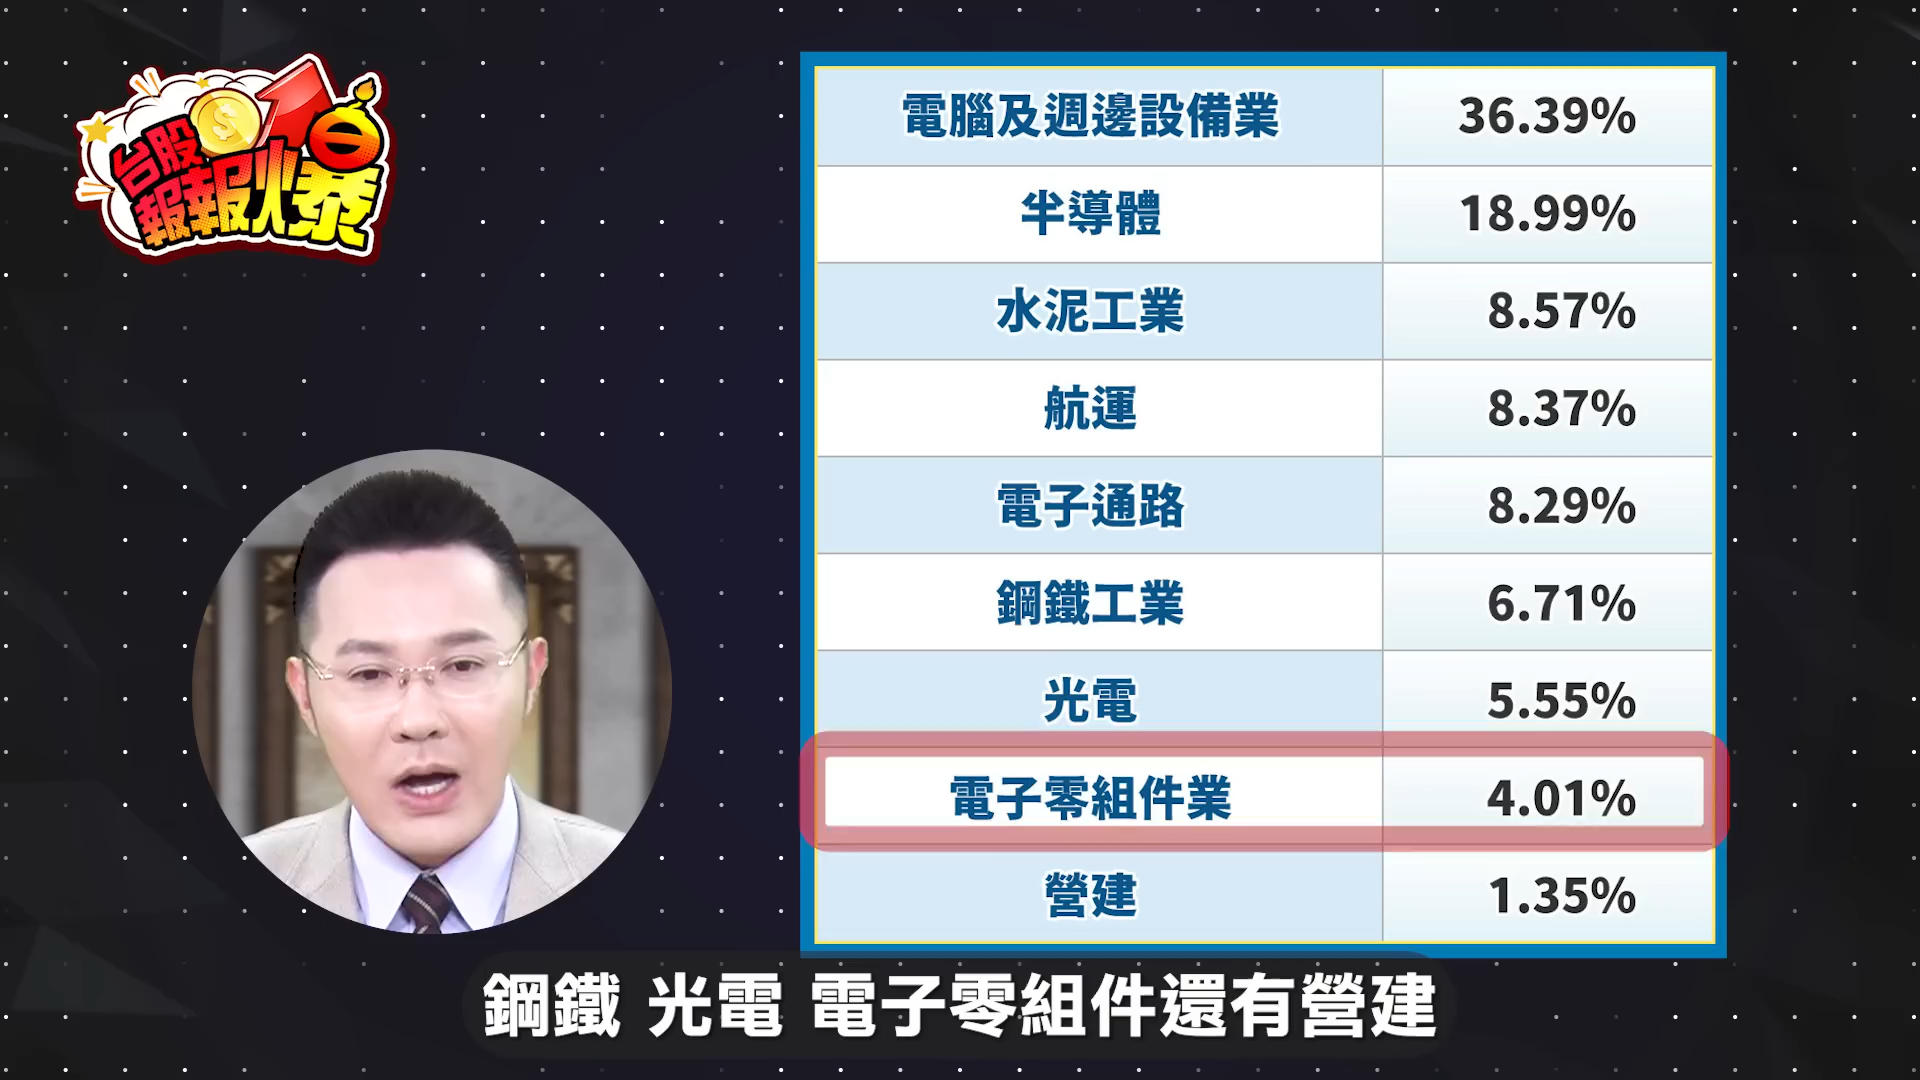 台股
報報爆
電腦及週邊設備業 36.39%
半導體 18.99%
水泥工業 8.57%
航運 8.37%
電子通路 8.29%
鋼鐵工業 6.71%
光電 5.55%
電子零組件業 4.01%
營建 1.35%
鋼鐵 光電 電子零組件還有營建